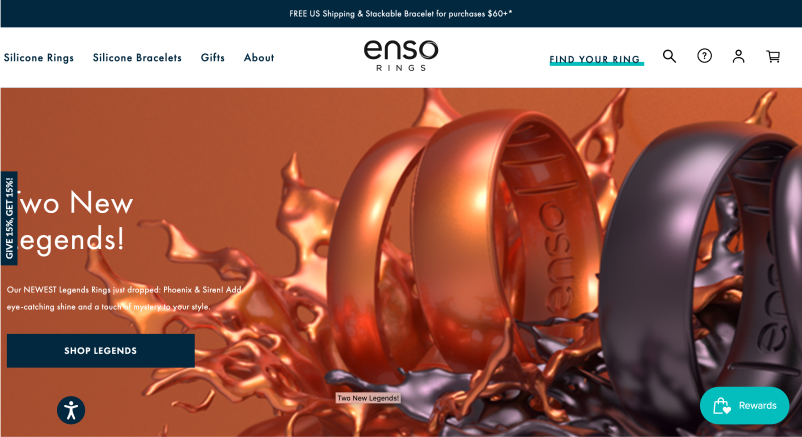 FREE US Shipping & Stackable Bracelet for purchases $60+*
Silicone Rings
Silicone Bracelets
Gifts
About
enso
RINGS
FIND YOUR RING
?
GIVE 15%, GET 15%!
Two New
Legends!
Our NEWEST Legends Rings just dropped: Phoenix & Siren! Add
eye-catching shine and a touch of mystery to your style.
SHOP LEGENDS
Two New Legends!
enso
enso
Rewards